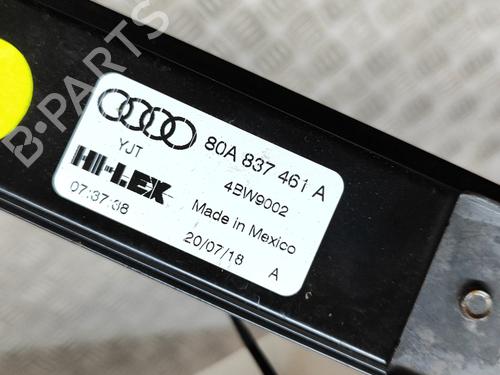 80A 837 461 A
YJT
4BW9002
HI-LEX
Made in Mexico
07:37:38
20/07/18 A
B-PARTS